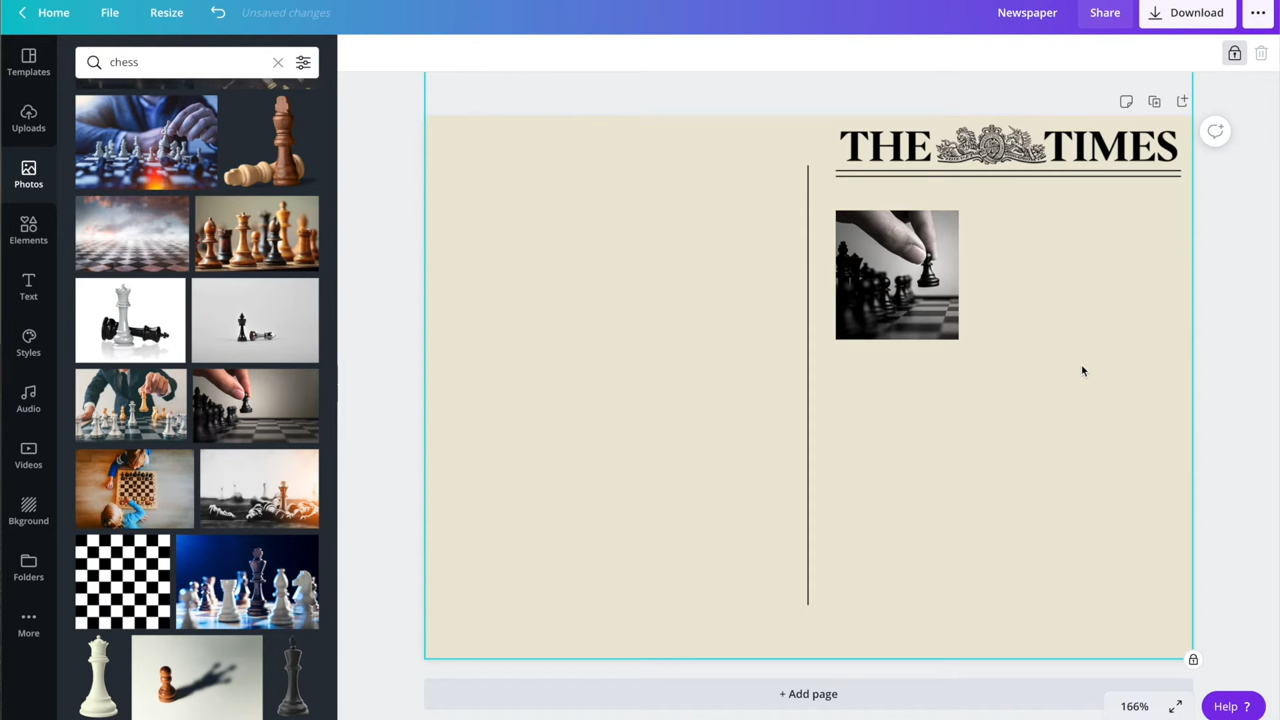 Home File Resize Unsaved changes Newspaper Share Download
Templates
chess
Uploads
Photos
Elements
Text
Styles
Audio
Videos
Bkground
Folders
More
THE TIMES
+ Add page
166%
Help ?